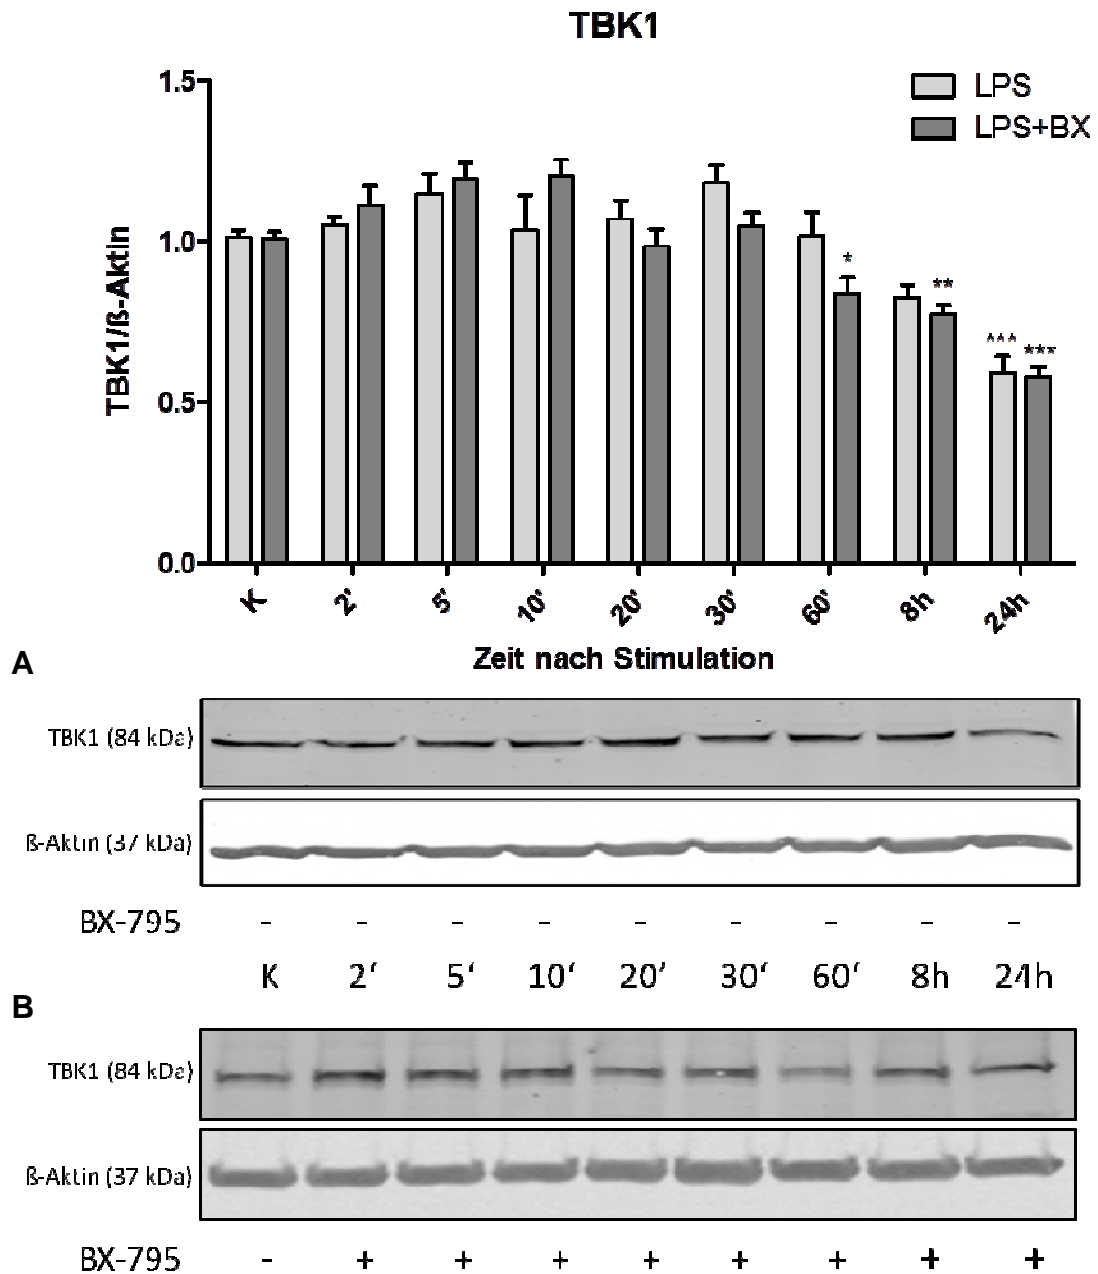 TBK1
1.5
LPS
LPS+BX
1.0
*
**
***
***
TBK1/ß-Aktin
0.5
0.0
K 2' 5' 10' 20' 30' 60' 8h 24h
Zeit nach Stimulation
A
TBK1 (84 kDa)
ß-Aktin (37 kDa)
BX-795 - - - - - - - - -
K 2‘ 5‘ 10‘ 20‘ 30‘ 60‘ 8h 24h
B
TBK1 (84 kDa)
ß-Aktin (37 kDa)
BX-795 - + + + + + + + +